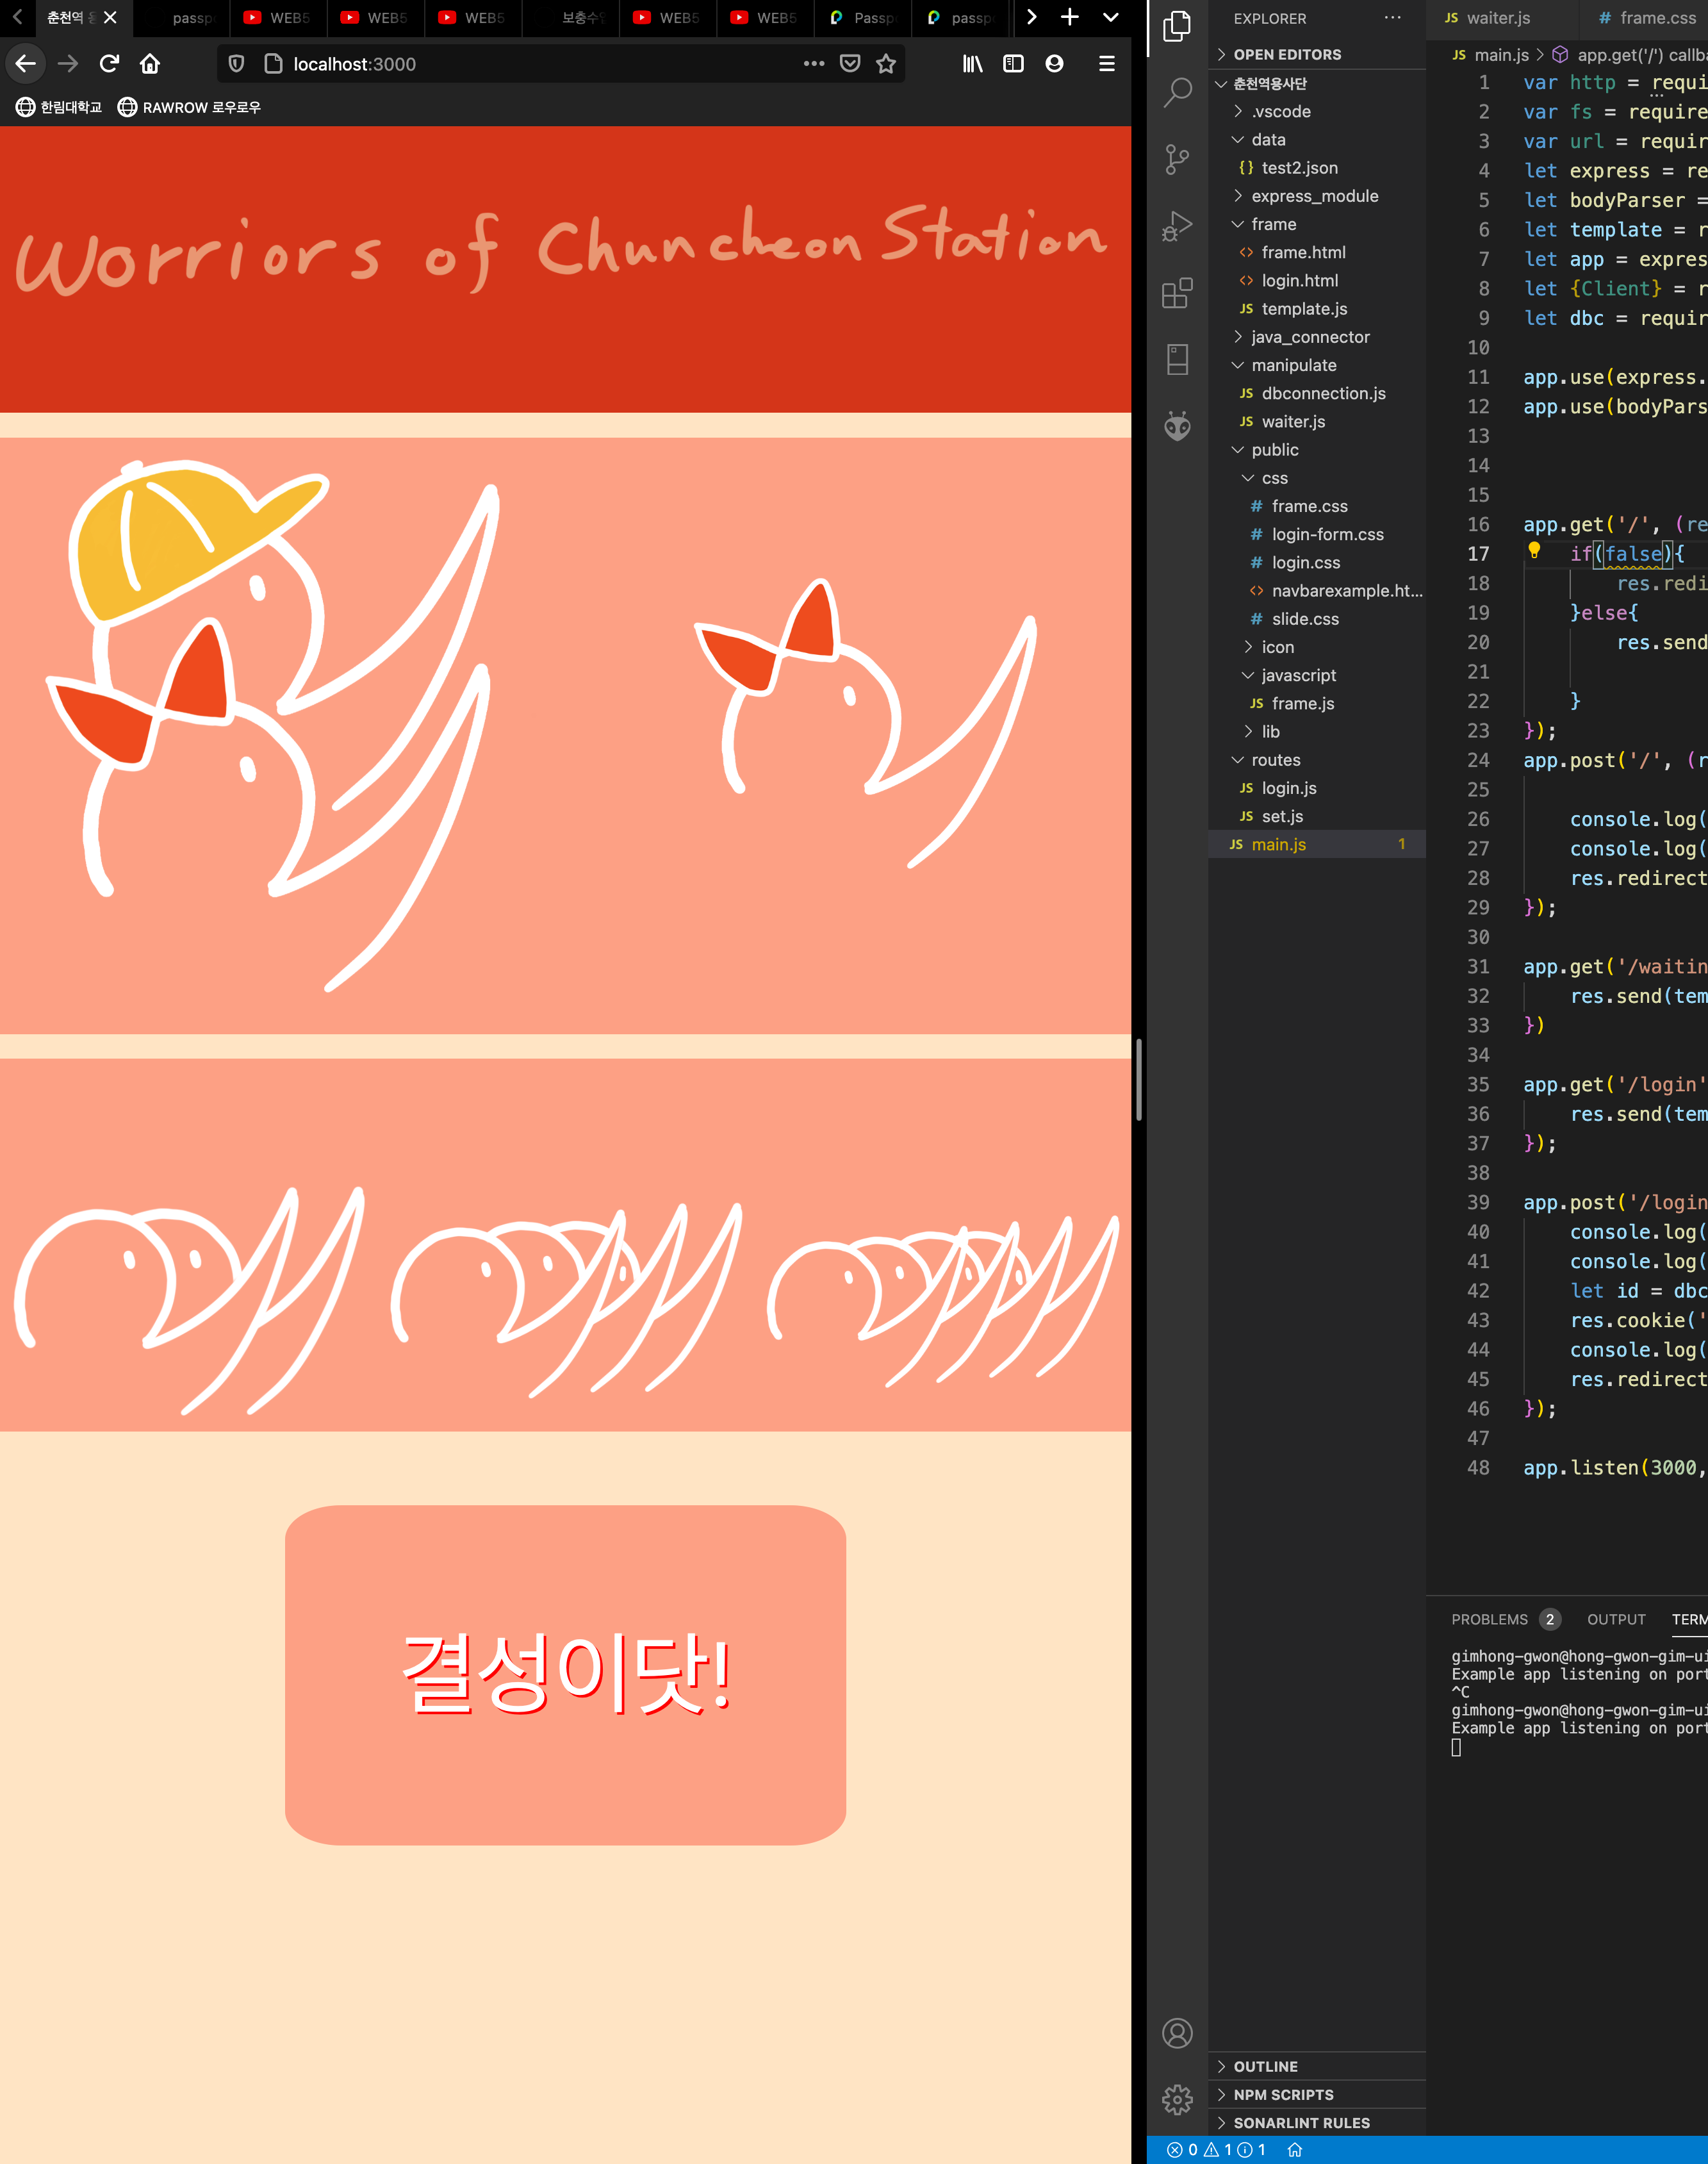 춘천역
passp
WEB5
WEB5
WEB5
보충수
WEB5
WEB5
Passp
passp
localhost:3000
한림대학교
RAWROW 로우로우
Worriors of Chuncheon Station
결성이닷!
EXPLORER
OPEN EDITORS
춘천역용사단
.vscode
data
{} test2.json
express_module
frame
<> frame.html
<> login.html
JS template.js
java_connector
manipulate
JS dbconnection.js
JS waiter.js
public
css
# frame.css
# login-form.css
# login.css
<> navbarexample.ht...
# slide.css
icon
javascript
JS frame.js
lib
routes
JS login.js
JS set.js
JS main.js 1
OUTLINE
NPM SCRIPTS
SONARLINT RULES
JS waiter.js # frame.css
JS main.js > app.get('/') callba
1 var http = requi
2 var fs = require
3 var url = requir
4 let express = re
5 let bodyParser =
6 let template = r
7 let app = expres
8 let {Client} = r
9 let dbc = requir
10
11 app.use(express.
12 app.use(bodyPars
13
14
15
16 app.get('/', (re
17 if(false){
18 res.redi
19 }else{
20 res.send
21
22 }
23 });
24 app.post('/', (r
25
26 console.log(
27 console.log(
28 res.redirect
29 });
30
31 app.get('/waitin
32 res.send(tem
33 })
34
35 app.get('/login'
36 res.send(tem
37 });
38
39 app.post('/login
40 console.log(
41 console.log(
42 let id = dbc
43 res.cookie('
44 console.log(
45 res.redirect
46 });
47
48 app.listen(3000,
PROBLEMS 2 OUTPUT TERM
gimhong-gwon@hong-gwon-gim-ui
Example app listening on port
^C
gimhong-gwon@hong-gwon-gim-ui
Example app listening on port
0 1 1